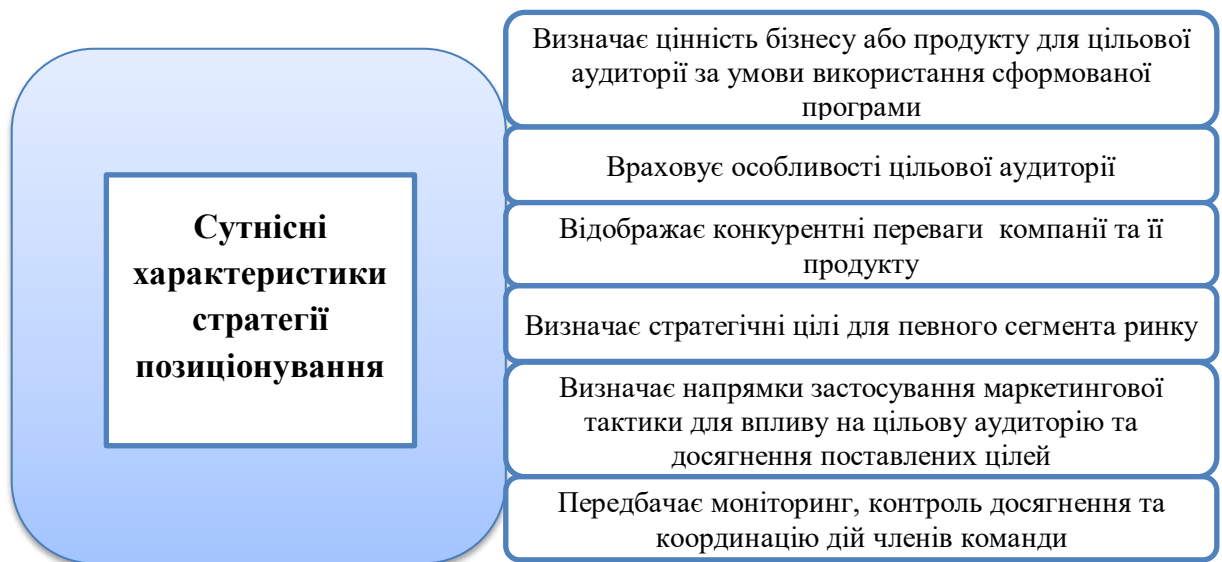 Сутнісні
характеристики
стратегії
позиціонування
Визначає цінність бізнесу або продукту для цільової
аудиторії за умови використання сформованої
програми
Враховує особливості цільової аудиторії
Відображає конкурентні переваги компанії та її
продукту
Визначає стратегічні цілі для певного сегмента ринку
Визначає напрямки застосування маркетингової
тактики для впливу на цільову аудиторію та
досягнення поставлених цілей
Передбачає моніторинг, контроль досягнення та
координацію дій членів команди